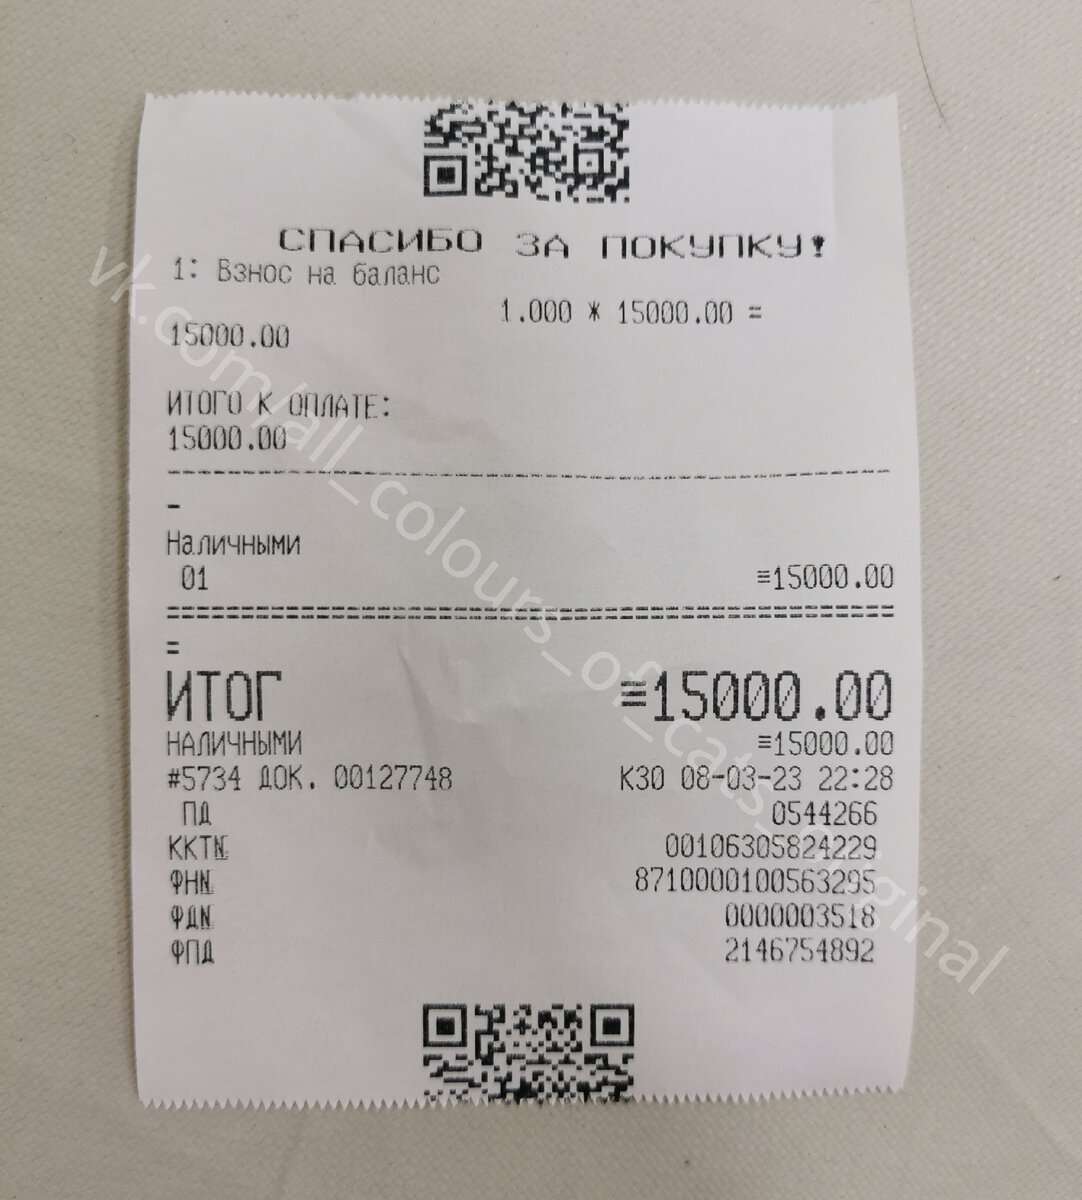 СПАСИБО ЗА ПОКУПКУ!
1: Взнос на баланс
1.000 * 15000.00 =
15000.00
ИТОГО К ОПЛАТЕ:
15000.00
-
Наличными
01 ≡15000.00
=
ИТОГ ≡15000.00
НАЛИЧНЫМИ ≡15000.00
#5734 ДОК. 00127748 К30 08-03-23 22:28
ПД 0544266
ККТ№ 00106305824229
ФН№ 8710000100563295
ФД№ 0000003518
ФПД 2146754892
vk.com/all_colours_of_cats_original